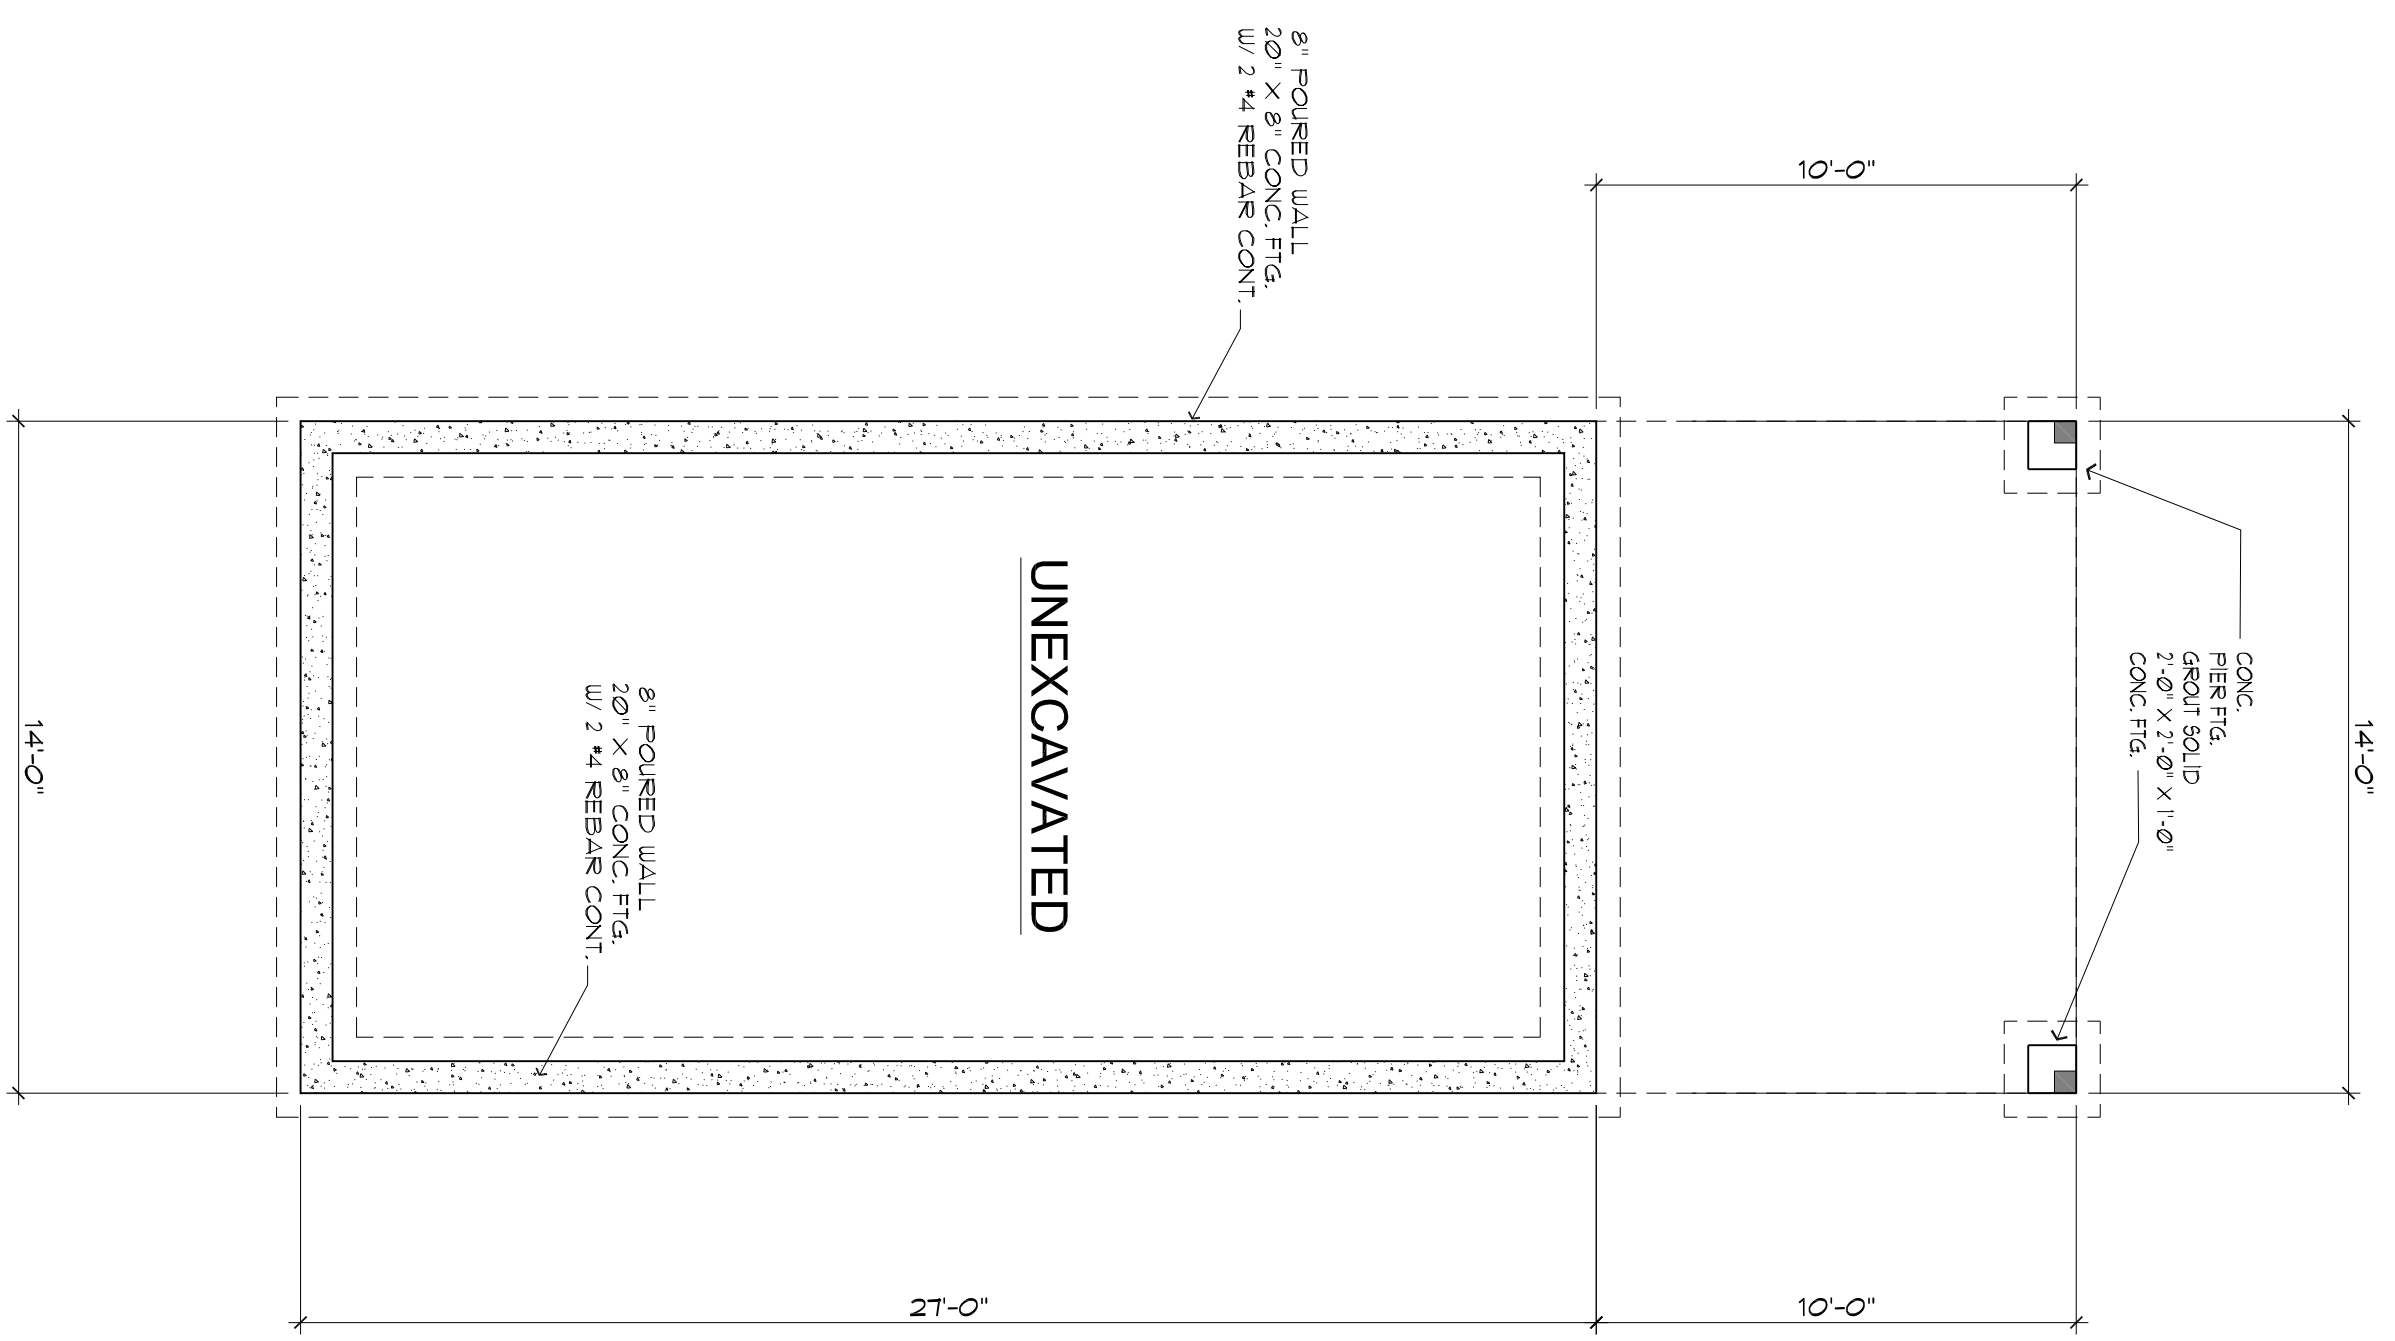 8" POURED WALL
20" X 8" CONC. FTG.
W/ 2 #4 REBAR CONT.
10'-0"
14'-0"
CONC.
PIER FTG.
GROUT SOLID
2'-0" X 2'-0" X 1'-0"
CONC. FTG.
UNEXCAVATED
8" POURED WALL
20" X 8" CONC. FTG.
W/ 2 #4 REBAR CONT.
14'-0"
27'-0"
10'-0"